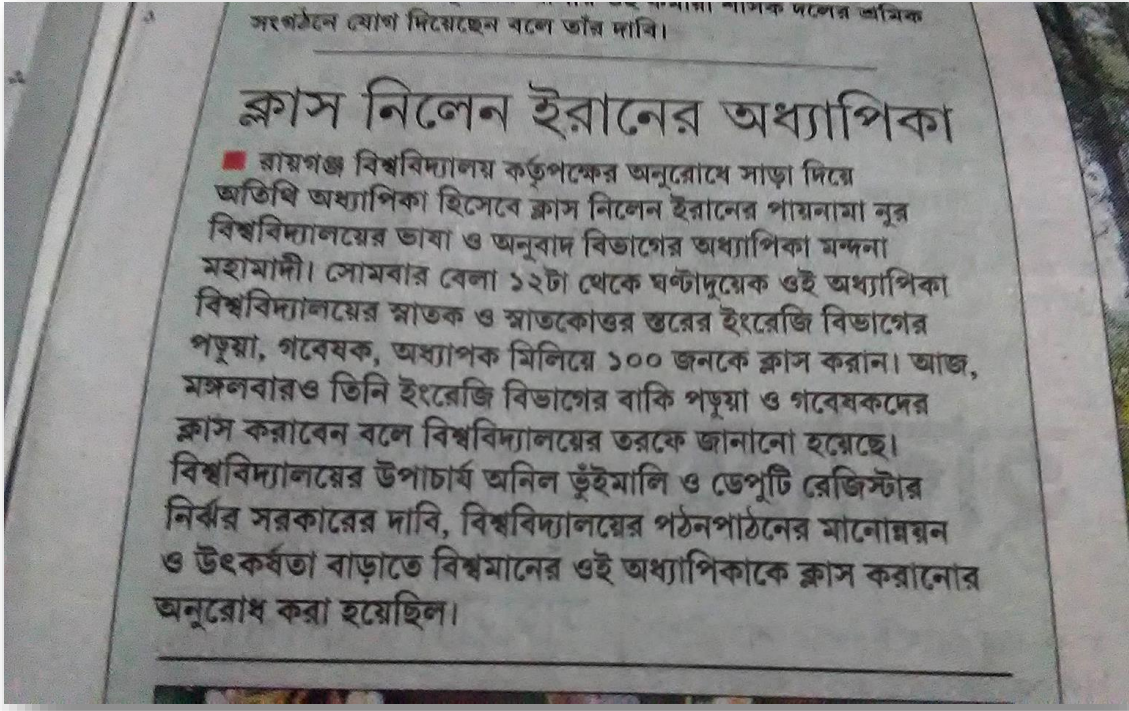 সংগঠনে যোগ দিয়েছেন বলে তাঁর দাবি।
ক্লাস নিলেন ইরানের অধ্যাপিকা
রায়গঞ্জ বিশ্ববিদ্যালয় কর্তৃপক্ষের অনুরোধে সাড়া দিয়ে
অতিথি অধ্যাপিকা হিসেবে ক্লাস নিলেন ইরানের পায়নামা নূর
বিশ্ববিদ্যালয়ের ভাষা ও অনুবাদ বিভাগের অধ্যাপিকা মন্দনা
মহামাদী। সোমবার বেলা ১২টা থেকে ঘণ্টাদুয়েক ওই অধ্যাপিকা
বিশ্ববিদ্যালয়ের স্নাতক ও স্নাতকোত্তর স্তরের ইংরেজি বিভাগের
পড়ুয়া, গবেষক, অধ্যাপক মিলিয়ে ১০০ জনকে ক্লাস করান। আজ,
মঙ্গলবারও তিনি ইংরেজি বিভাগের বাকি পড়ুয়া ও গবেষকদের
ক্লাস করাবেন বলে বিশ্ববিদ্যালয়ের তরফে জানানো হয়েছে।
বিশ্ববিদ্যালয়ের উপাচার্য অনিল ভুঁইমালি ও ডেপুটি রেজিস্টার
নির্ঝর সরকারের দাবি, বিশ্ববিদ্যালয়ের পঠনপাঠনের মানোন্নয়ন
ও উৎকর্ষতা বাড়াতে বিশ্বমানের ওই অধ্যাপিকাকে ক্লাস করানোর
অনুরোধ করা হয়েছিল।